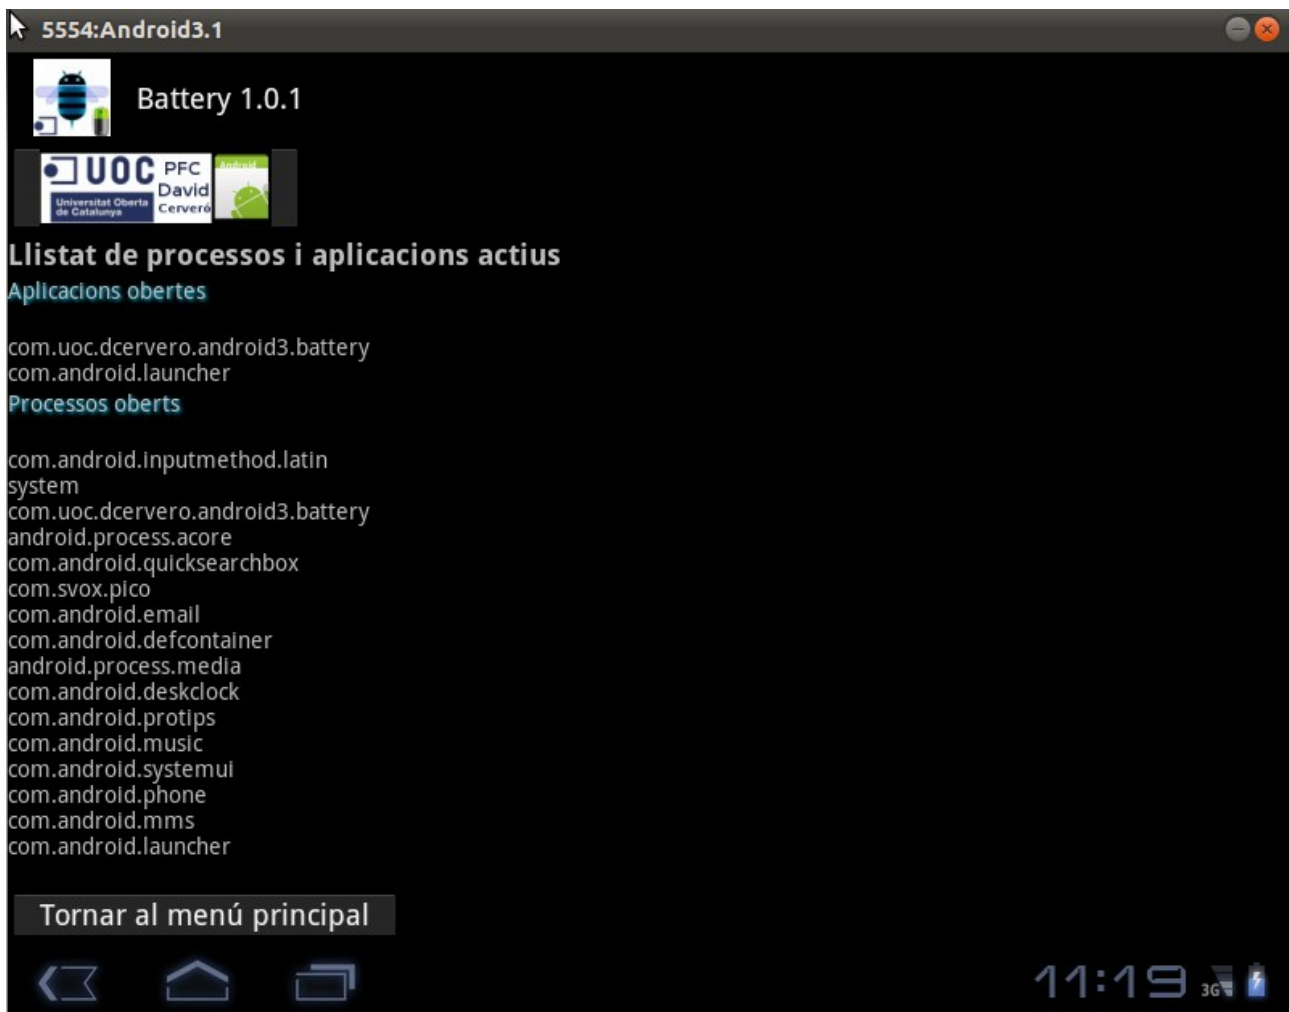 5554:Android3.1
Battery 1.0.1
UOC
Universitat Oberta
de Catalunya
PFC
David
Cerveró
Android
Llistat de processos i aplicacions actius
Aplicacions obertes
com.uoc.dcervero.android3.battery
com.android.launcher
Processos oberts
com.android.inputmethod.latin
system
com.uoc.dcervero.android3.battery
android.process.acore
com.android.quicksearchbox
com.svox.pico
com.android.email
com.android.defcontainer
android.process.media
com.android.deskclock
com.android.protips
com.android.music
com.android.systemui
com.android.phone
com.android.mms
com.android.launcher
Tornar al menú principal
11:19 3G